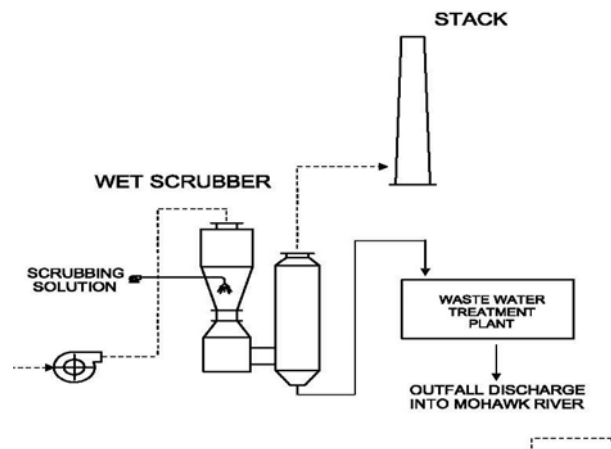 STACK
WET SCRUBBER
SCRUBBING
SOLUTION
WASTE WATER
TREATMENT
PLANT
OUTFALL DISCHARGE
INTO MOHAWK RIVER